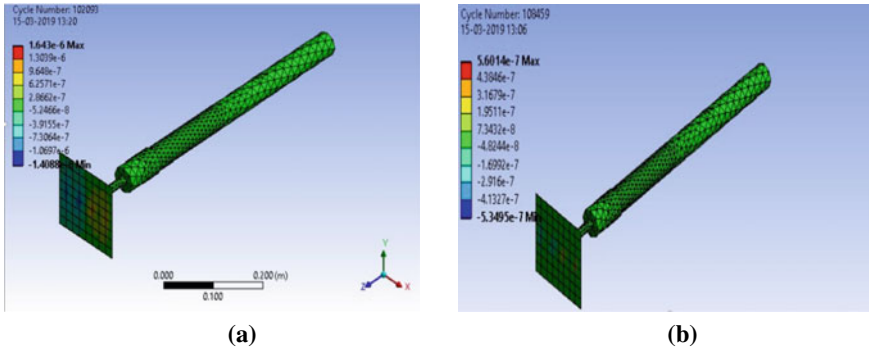 Cycle Number: 102093
15-03-2019 13:20
1.643e-6 Max
1.3039e-6
9.648e-7
6.2571e-7
2.8662e-7
-5.2466e-8
-3.9155e-7
-7.3064e-7
-1.0697e-6
Min
0.000
0.200 (m)
0.100
Y
Z
X
(a)
Cycle Number: 108459
15-03-2019 13:06
5.6014e-7 Max
4.3846e-7
3.1679e-7
1.9511e-7
7.3432e-8
-4.8244e-8
-1.6992e-7
-2.916e-7
-4.1327e-7
-5.3495e-7 Min
(b)